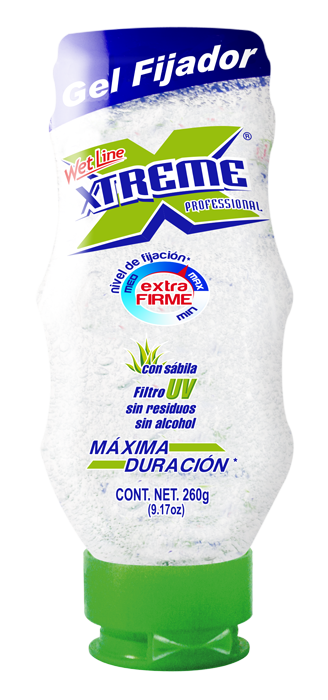 Gel Fijador
Wet Line
XTREME®
PROFESSIONAL
nivel de fijación*
MED
MAX
min
extra
FIRME
con sábila
Filtro UV
sin residuos
sin alcohol
MÁXIMA
DURACIÓN*
CONT. NET. 260g
(9.17oz)